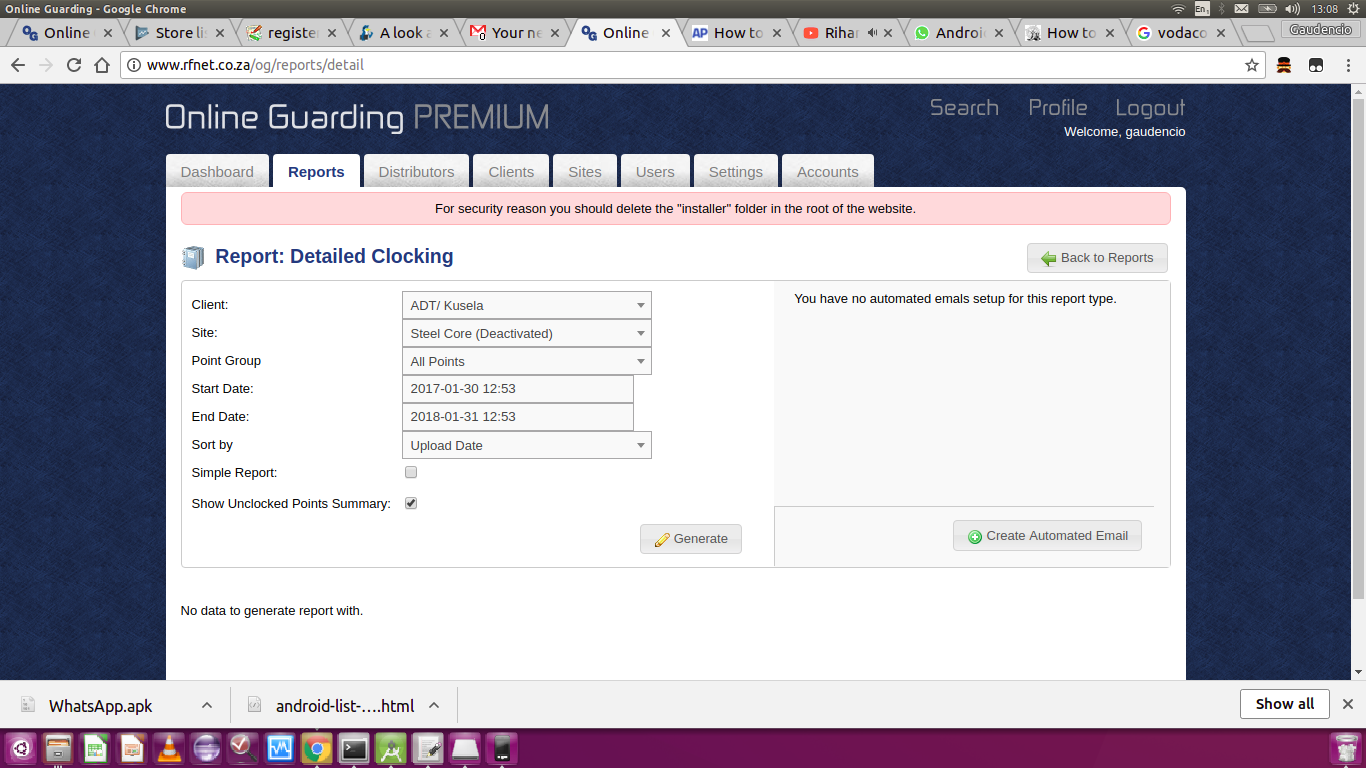 Online Guarding - Google Chrome
En1
13:08
Online
Store li
registe
A look a
Your ne
Online
How to
Rihar
Androi
How to
vodaco
Gaudencio
www.rfnet.co.za/og/reports/detail
Online Guarding PREMIUM
Search Profile Logout
Welcome, gaudencio
Dashboard Reports Distributors Clients Sites Users Settings Accounts
For security reason you should delete the "installer" folder in the root of the website.
Report: Detailed Clocking
Back to Reports
Client: ADT/ Kusela
You have no automated emals setup for this report type.
Site: Steel Core (Deactivated)
Point Group All Points
Start Date: 2017-01-30 12:53
End Date: 2018-01-31 12:53
Sort by Upload Date
Simple Report:
Show Unclocked Points Summary:
Generate
Create Automated Email
No data to generate report with.
WhatsApp.apk
android-list-....html
Show all